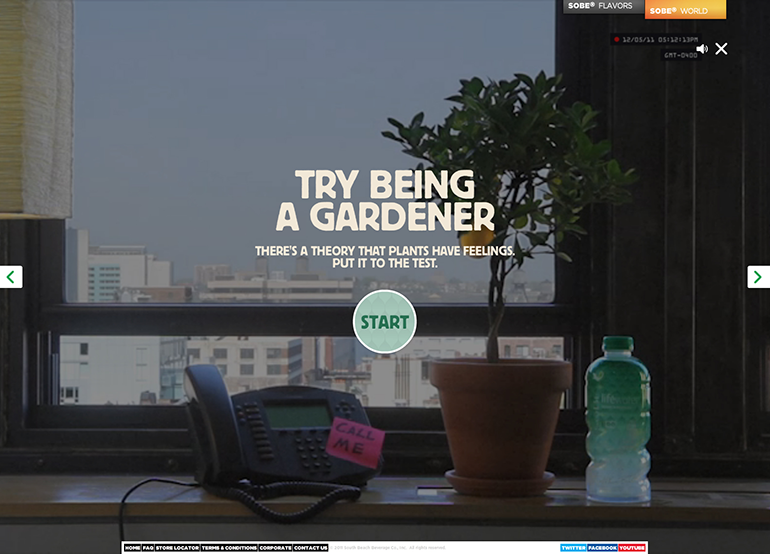 SOBE® FLAVORS
SOBE® WORLD
12/05/11 05:12:13PM
GMT-0400
TRY BEING
A GARDENER
THERE'S A THEORY THAT PLANTS HAVE FEELINGS.
PUT IT TO THE TEST.
START
CALL
ME
HOME FAQ STORE LOCATOR TERMS & CONDITIONS CORPORATE CONTACT US
2011 South Beach Beverage Co., Inc. All rights reserved.
TWITTER FACEBOOK YOUTUBE